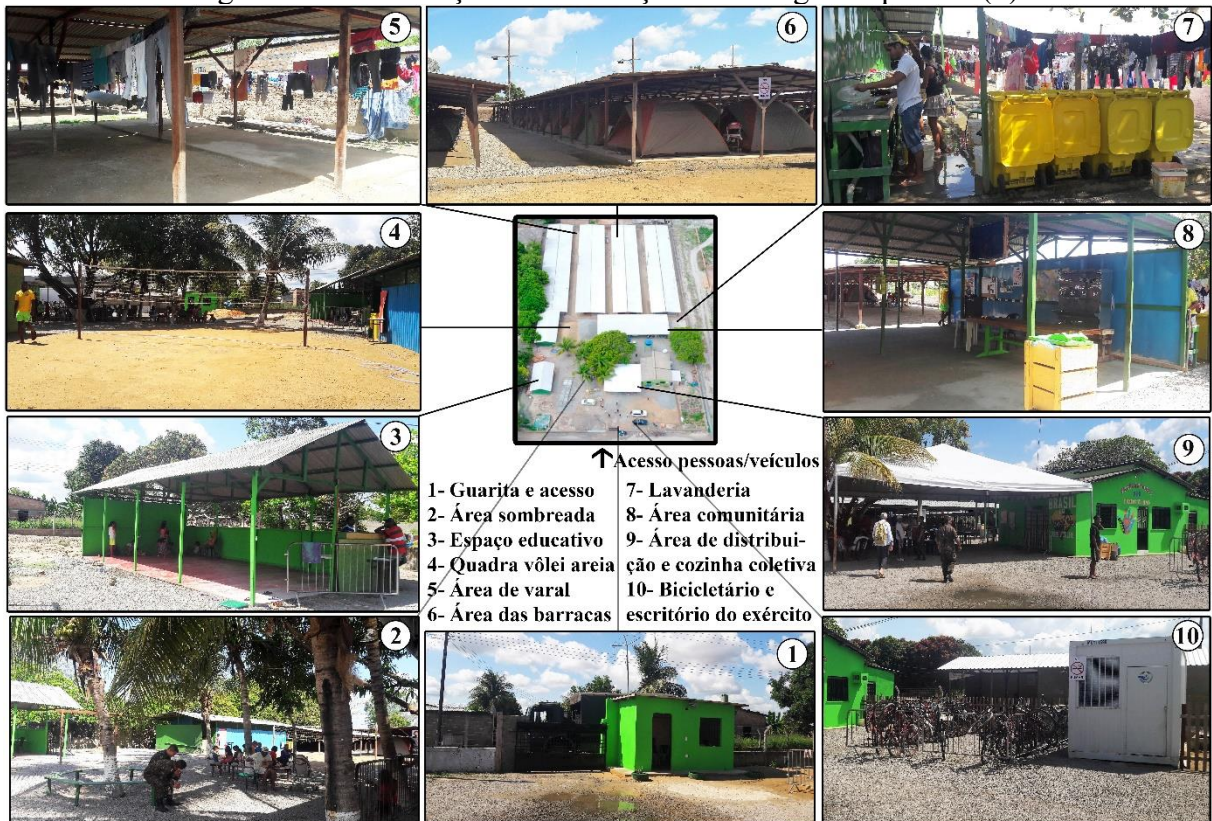 5
6
7
4
8
3
9
BRASIL
↑Acesso pessoas/veículos
1- Guarita e acesso
2- Área sombreada
3- Espaço educativo
4- Quadra vôlei areia
5- Área de varal
6- Área das barracas
7- Lavanderia
8- Área comunitária
9- Área de distribui-
ção e cozinha coletiva
10- Bicicletário e
escritório do exército
2
1
10